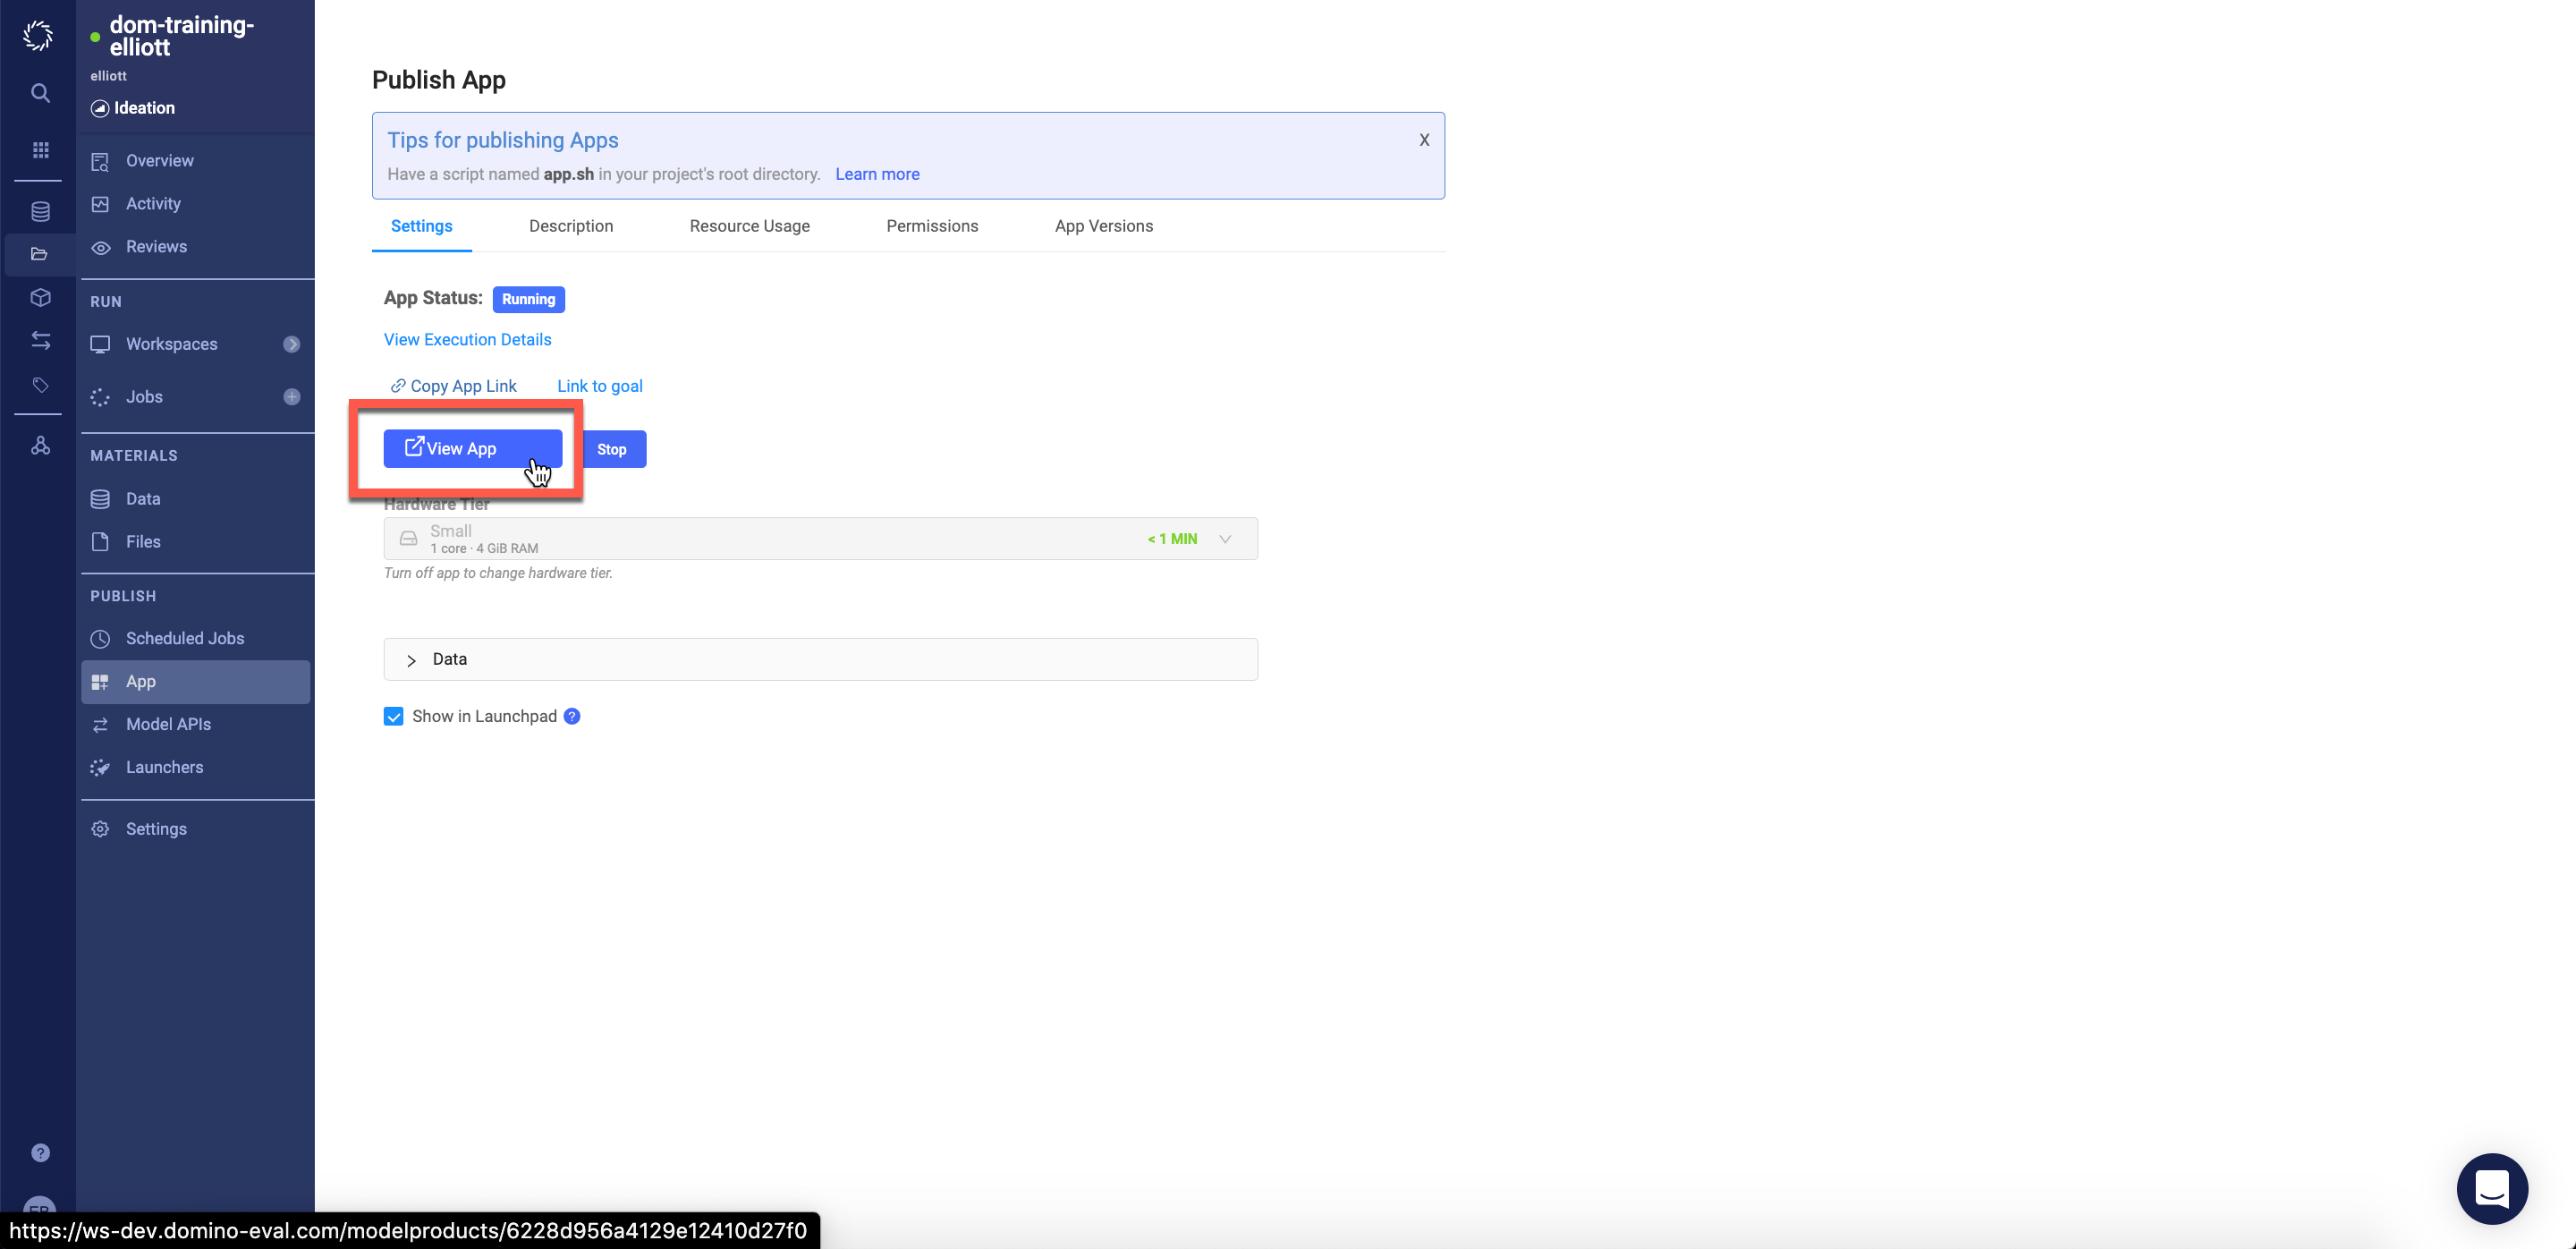 dom-training-
elliott
elliott
Ideation
Overview
Activity
Reviews
RUN
Workspaces
Jobs
MATERIALS
Data
Files
PUBLISH
Scheduled Jobs
App
Model APIs
Launchers
Settings
Publish App
Tips for publishing Apps
X
Have a script named app.sh in your project's root directory. Learn more
Settings Description Resource Usage Permissions App Versions
App Status: Running
View Execution Details
Copy App Link Link to goal
View App Stop
Hardware Tier
Small
1 core · 4 GiB RAM
< 1 MIN
Turn off app to change hardware tier.
Data
Show in Launchpad ?
?
https://ws-dev.domino-eval.com/modelproducts/6228d956a4129e12410d27f0